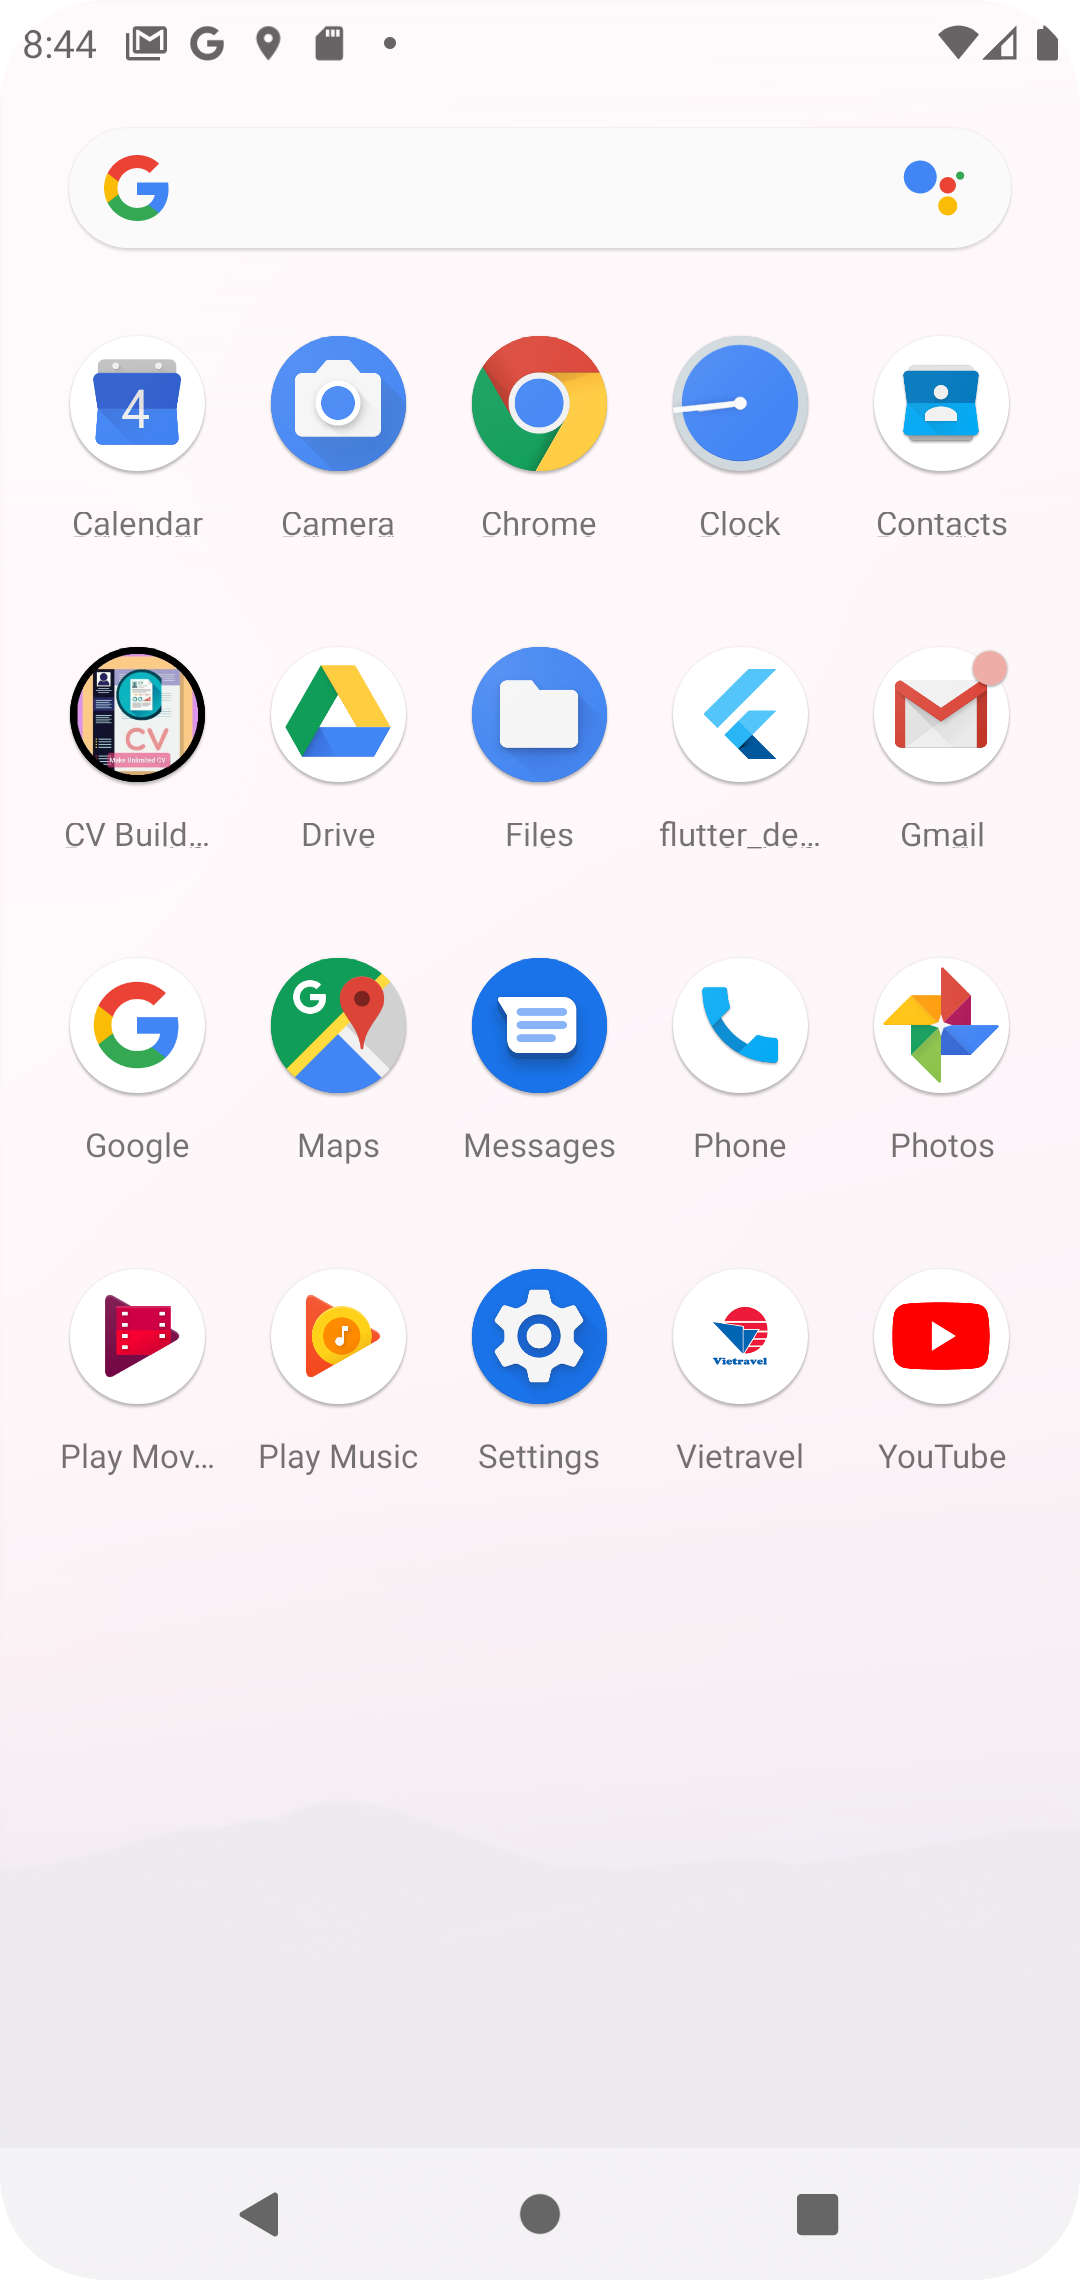 8:44
4
Calendar
Camera
Chrome
Clock
Contacts
CV
Make Unlimited CV
CV Build...
Drive
Files
flutter_de...
Gmail
Google
Maps
Messages
Phone
Photos
Vietravel
Play Mov...
Play Music
Settings
Vietravel
YouTube